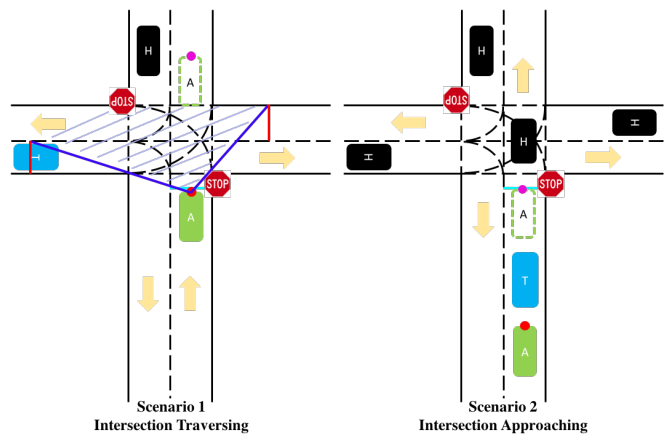 H
A
STOP
T
STOP
A
Scenario 1
Intersection Traversing
H
STOP
H
H
H
STOP
A
T
A
Scenario 2
Intersection Approaching